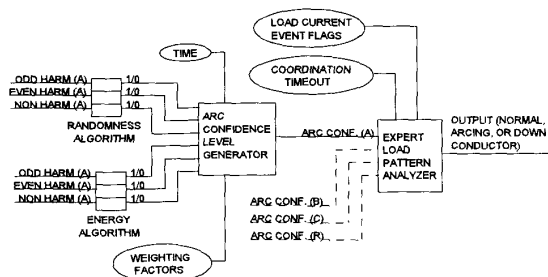 LOAD CURRENT
EVENT FLAGS
TIME
COORDINATION
TIMEOUT
ODD HARM (A) 1/0
EVEN HARM (A) 1/0
NON HARM (A) 1/0
RANDOMNESS
ALGORITHM
ARC
CONFIDENCE
LEVEL
GENERATOR
ARC CONF. (A)
EXPERT
LOAD
PATTERN
ANALYZER
OUTPUT (NORMAL,
ARCING, OR DOWN
CONDUCTOR)
ODD HARM (A) 1/0
EVEN HARM (A) 1/0
NON HARM (A) 1/0
ENERGY
ALGORITHM
ARC CONF. (B)
ARC CONF. (C)
ARC CONF. (R)
WEIGHTING
FACTORS